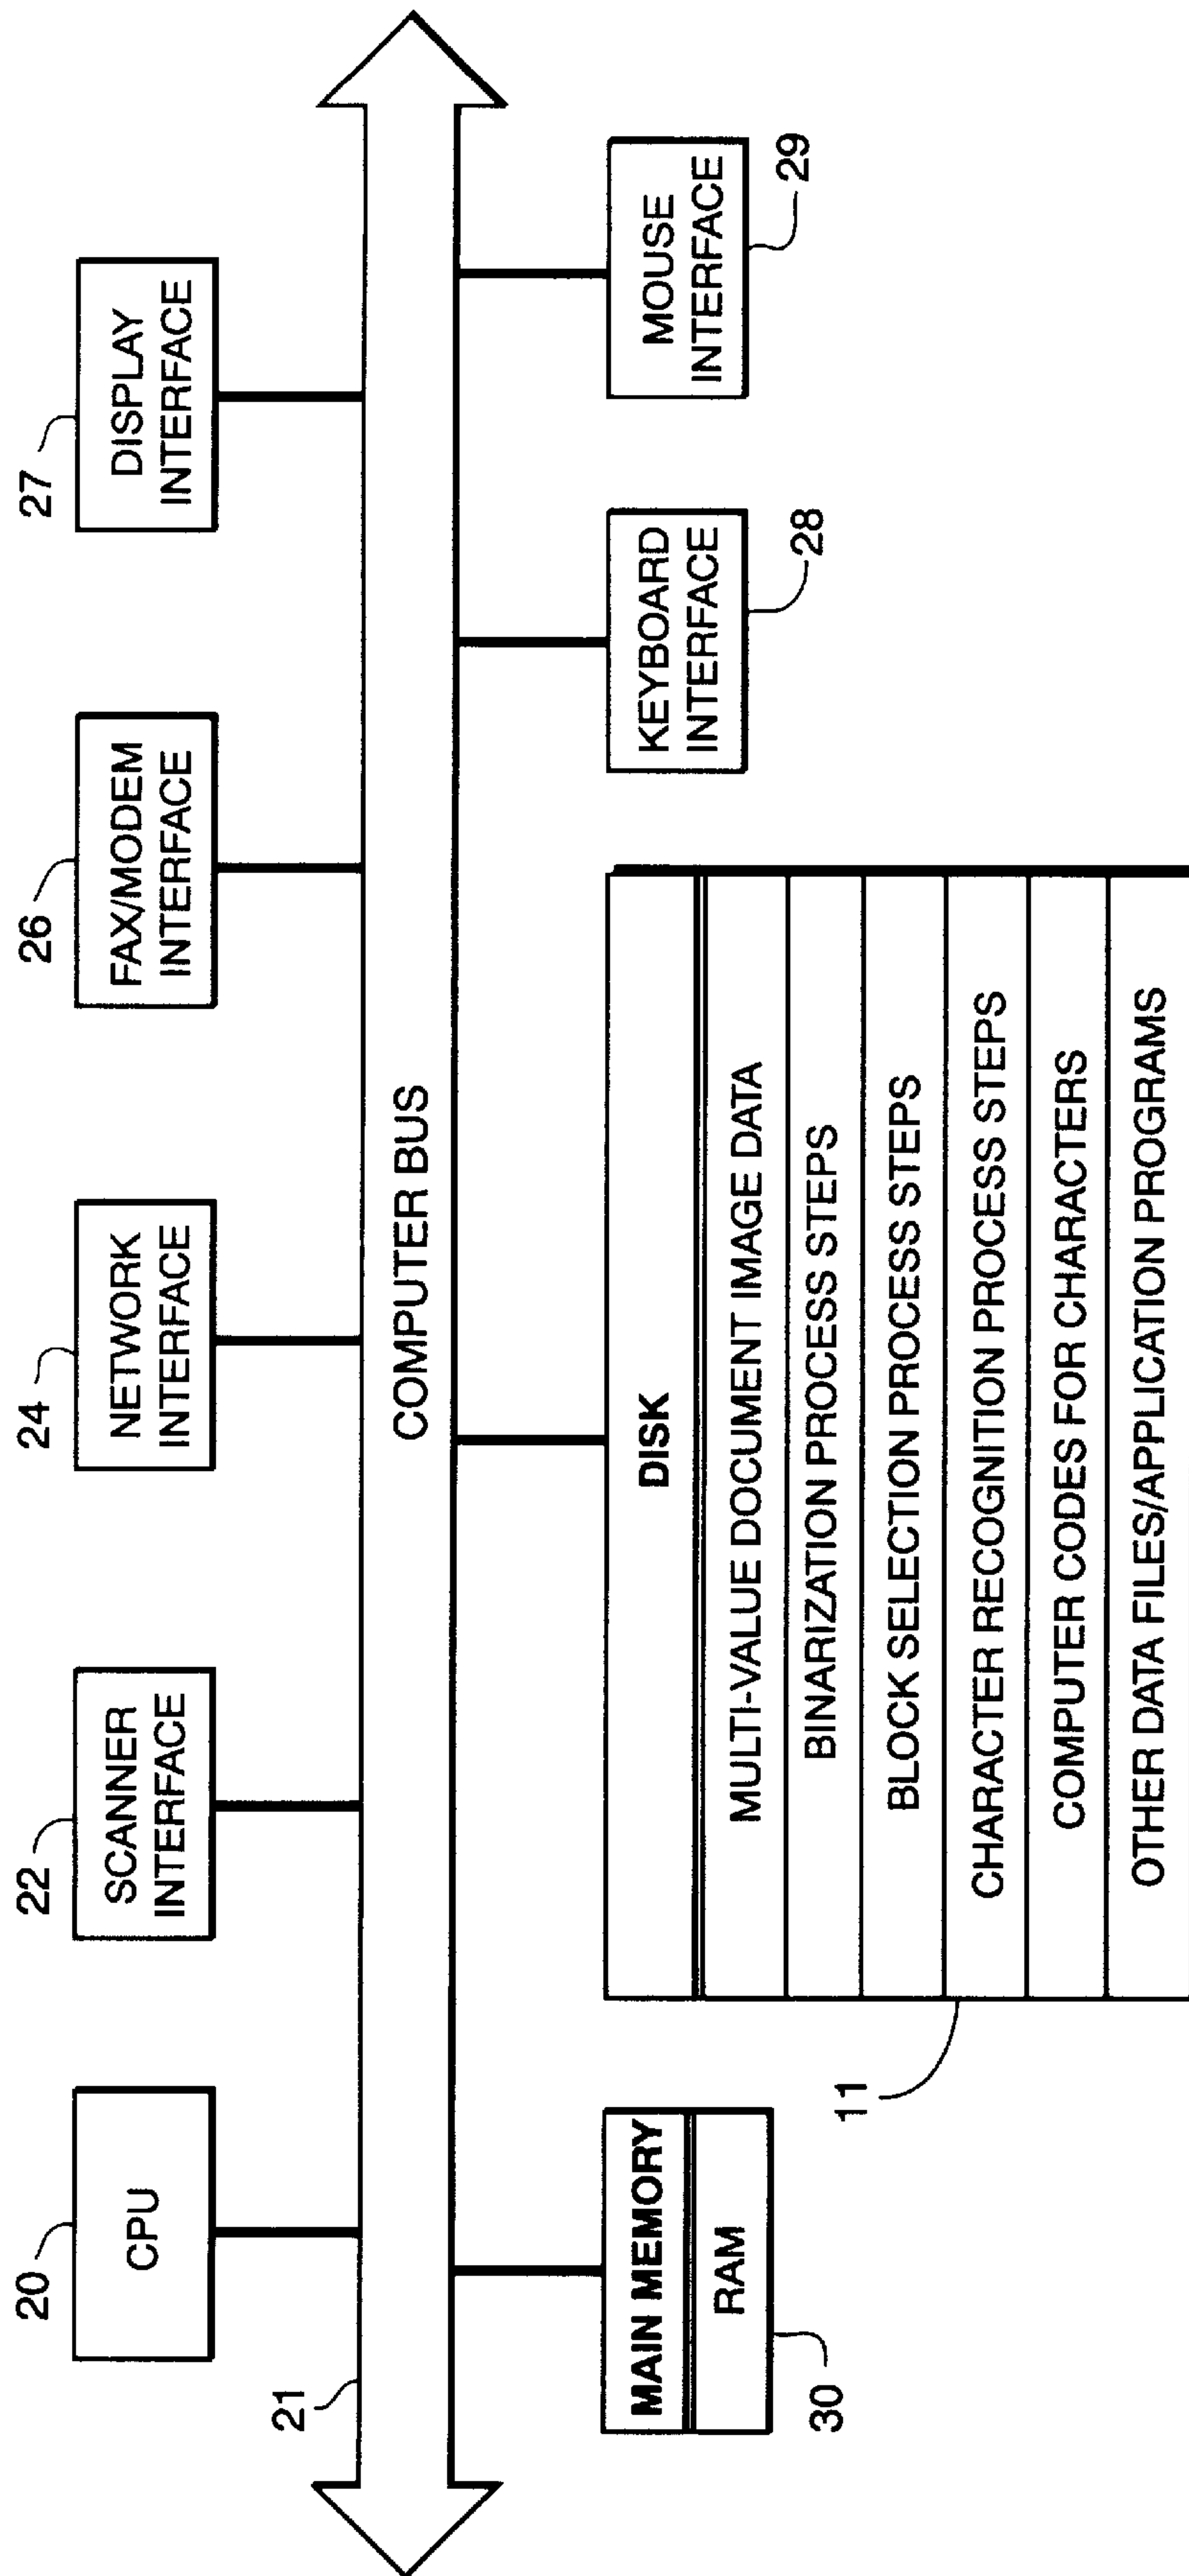 20
CPU
22
SCANNER
INTERFACE
24
NETWORK
INTERFACE
26
FAX/MODEM
INTERFACE
27
DISPLAY
INTERFACE
21
COMPUTER BUS
MAIN MEMORY
RAM
30
11
DISK
MULTI-VALUE DOCUMENT IMAGE DATA
BINARIZATION PROCESS STEPS
BLOCK SELECTION PROCESS STEPS
CHARACTER RECOGNITION PROCESS STEPS
COMPUTER CODES FOR CHARACTERS
OTHER DATA FILES/APPLICATION PROGRAMS
KEYBOARD
INTERFACE
28
MOUSE
INTERFACE
29